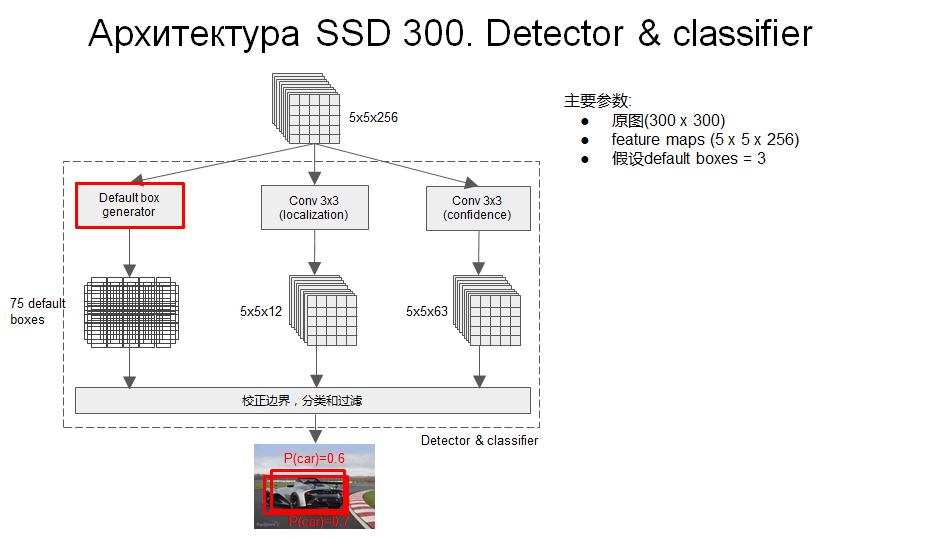 Архитектура SSD 300. Detector & classifier
5x5x256
主要参数:
● 原图(300 x 300)
● feature maps (5 x 5 x 256)
● 假设default boxes = 3
Default box
generator
Conv 3x3
(localization)
Conv 3x3
(confidence)
75 default
boxes
5x5x12
5x5x63
校正边界，分类和过滤
Detector & classifier
P(car)=0.6
P(car)=0.7